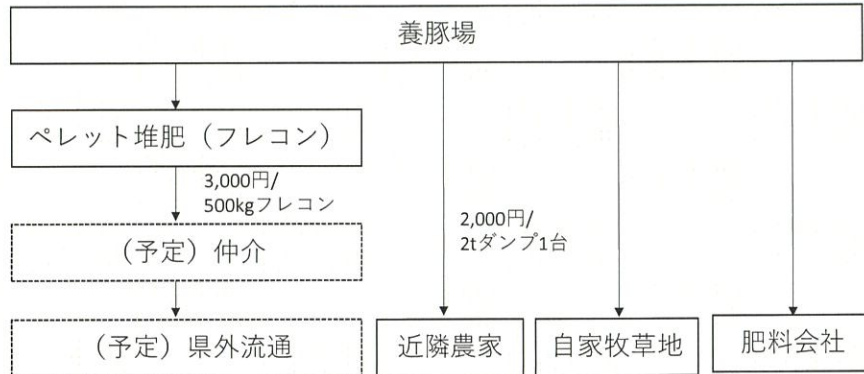 養豚場
ペレット堆肥（フレコン）
3,000円/
500kgフレコン
2,000円/
2tダンプ1台
（予定）仲介
（予定）県外流通
近隣農家
自家牧草地
肥料会社